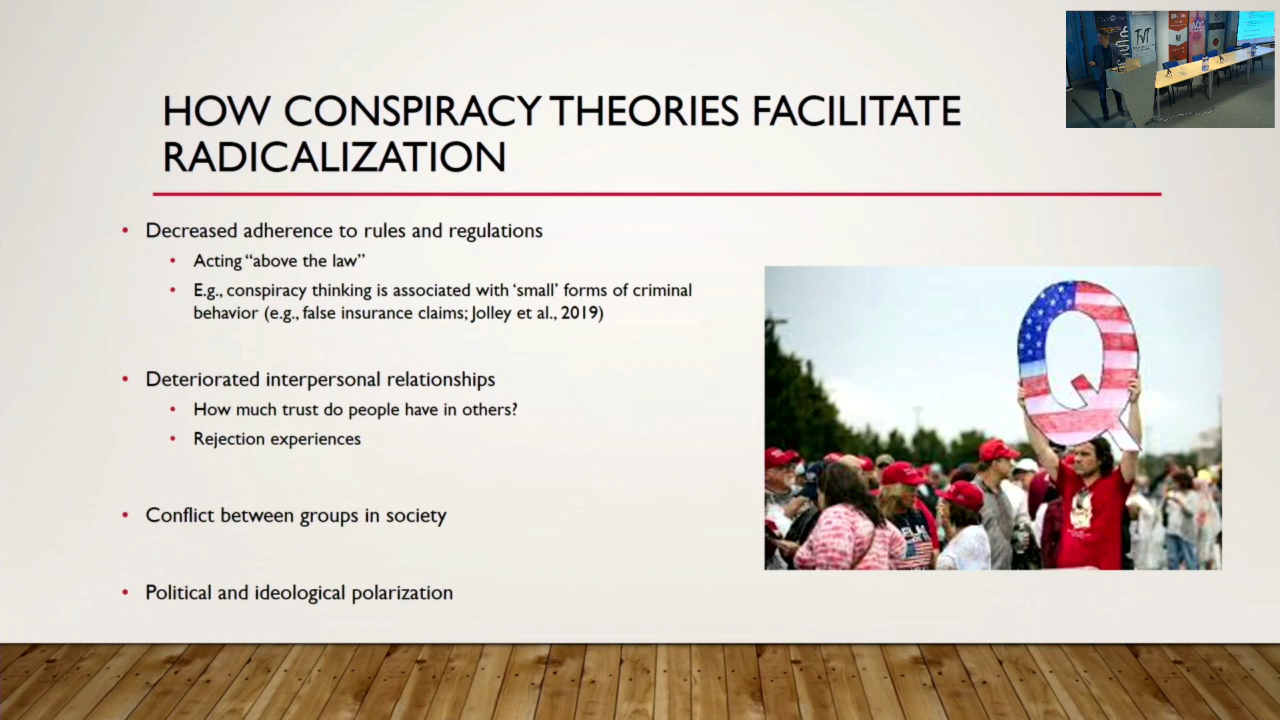 HOW CONSPIRACY THEORIES FACILITATE
RADICALIZATION
• Decreased adherence to rules and regulations
• Acting “above the law”
• E.g., conspiracy thinking is associated with ‘small’ forms of criminal
behavior (e.g., false insurance claims; Jolley et al., 2019)
• Deteriorated interpersonal relationships
• How much trust do people have in others?
• Rejection experiences
• Conflict between groups in society
• Political and ideological polarization
Q